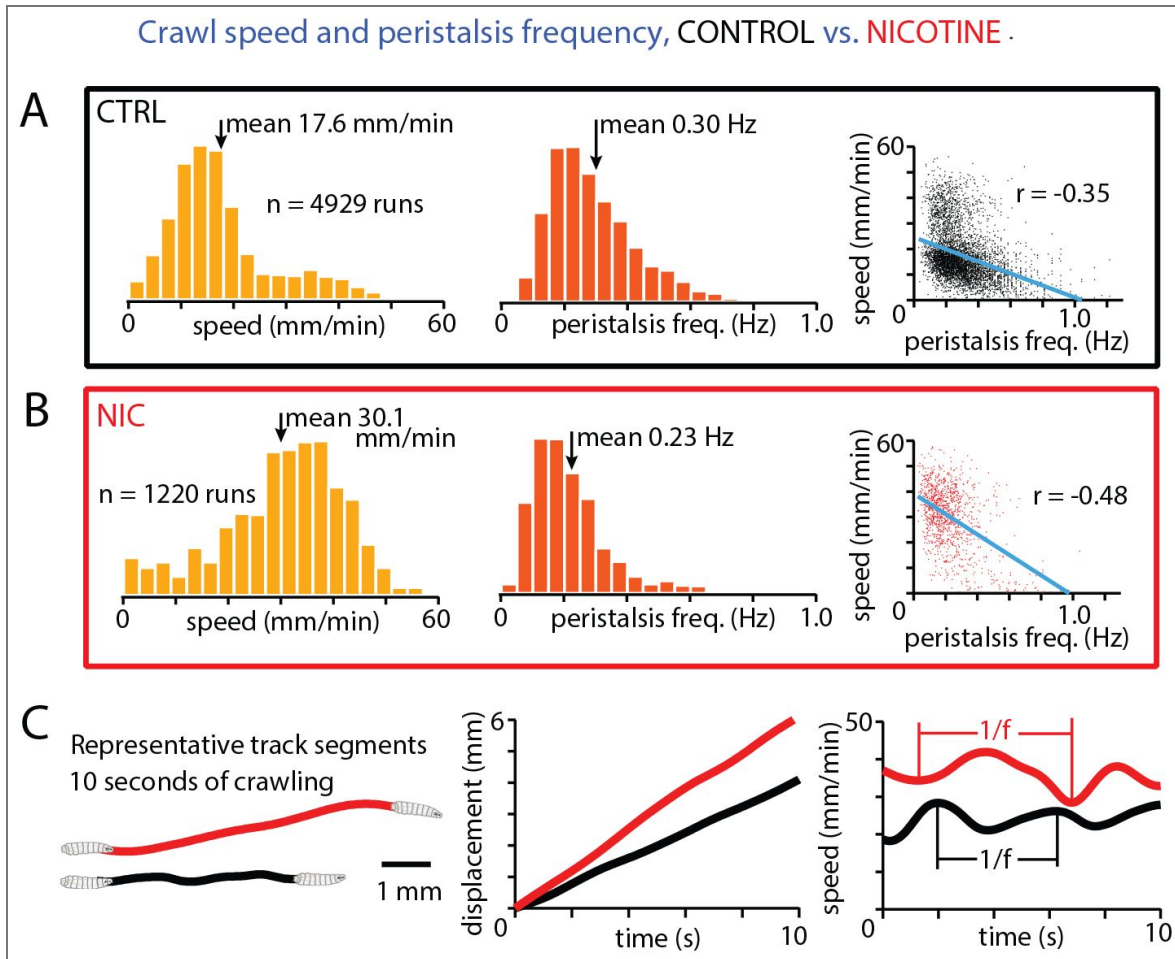 Crawl speed and peristalsis frequency, CONTROL vs. NICOTINE .
A
CTRL
mean 17.6 mm/min
n = 4929 runs
0
60
speed (mm/min)
mean 0.30 Hz
0
1.0
peristalsis freq. (Hz)
60
speed (mm/min)
r = -0.35
0
1.0
peristalsis freq. (Hz)
B
NIC
mean 30.1
mm/min
n = 1220 runs
0
60
speed (mm/min)
mean 0.23 Hz
0
1.0
peristalsis freq. (Hz)
60
speed (mm/min)
r = -0.48
0
1.0
peristalsis freq. (Hz)
C
Representative track segments
10 seconds of crawling
1 mm
6
displacement (mm)
0
10
time (s)
50
speed (mm/min)
1/f
1/f
0
10
time (s)